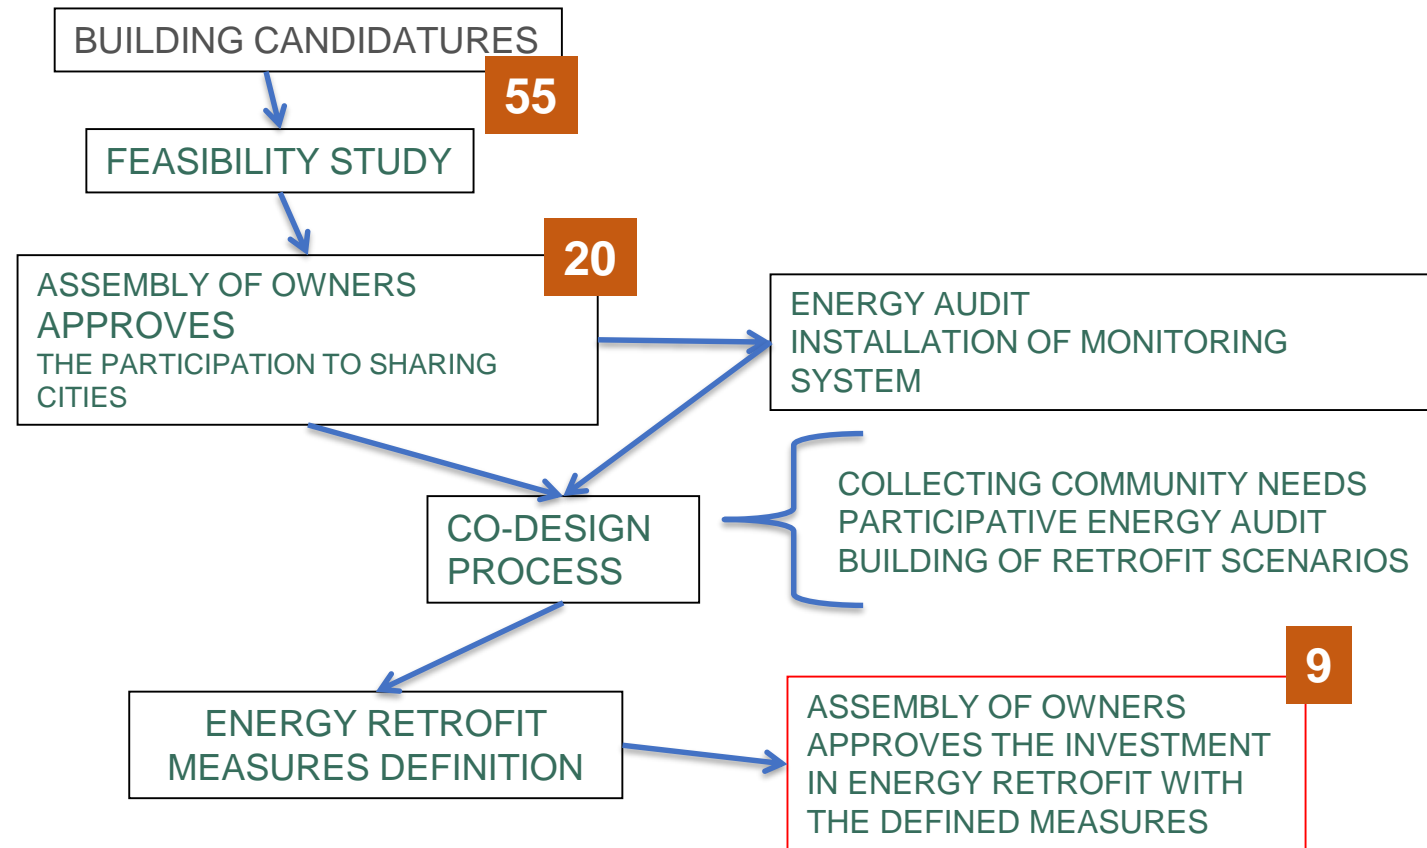 BUILDING CANDIDATURES
55
FEASIBILITY STUDY
20
ASSEMBLY OF OWNERS
APPROVES
THE PARTICIPATION TO SHARING
CITIES
ENERGY AUDIT
INSTALLATION OF MONITORING
SYSTEM
CO-DESIGN
PROCESS
COLLECTING COMMUNITY NEEDS
PARTICIPATIVE ENERGY AUDIT
BUILDING OF RETROFIT SCENARIOS
ENERGY RETROFIT
MEASURES DEFINITION
9
ASSEMBLY OF OWNERS
APPROVES THE INVESTMENT
IN ENERGY RETROFIT WITH
THE DEFINED MEASURES